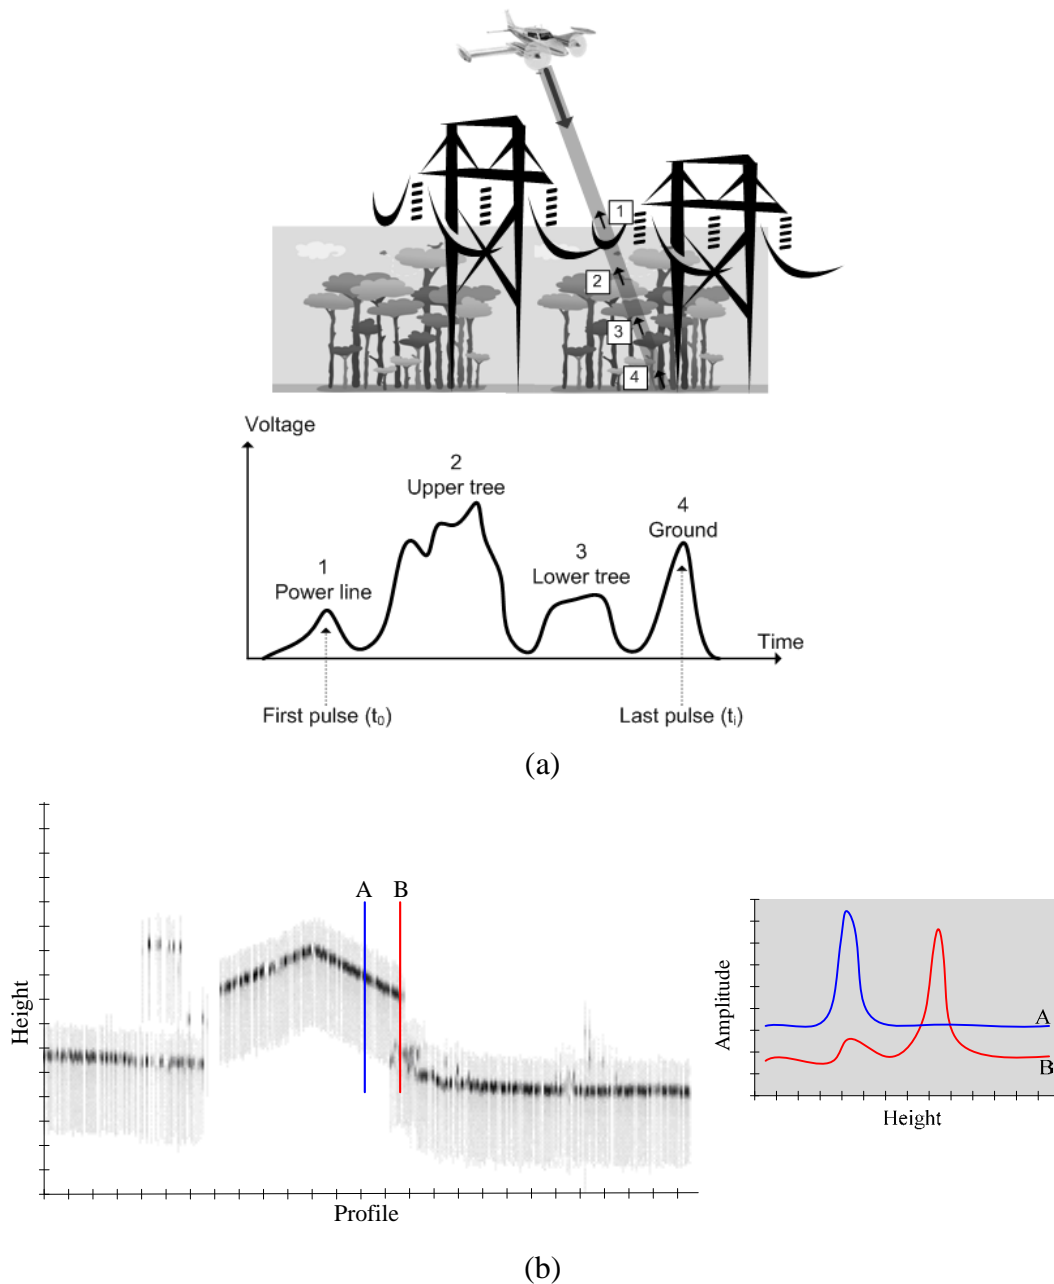 1
2
3
4
Voltage
2
Upper tree
4
Ground
3
Lower tree
1
Power line
Time
First pulse (t₀)
Last pulse (tᵢ)
(a)
A B
Height
Profile
Amplitude
A
B
Height
(b)